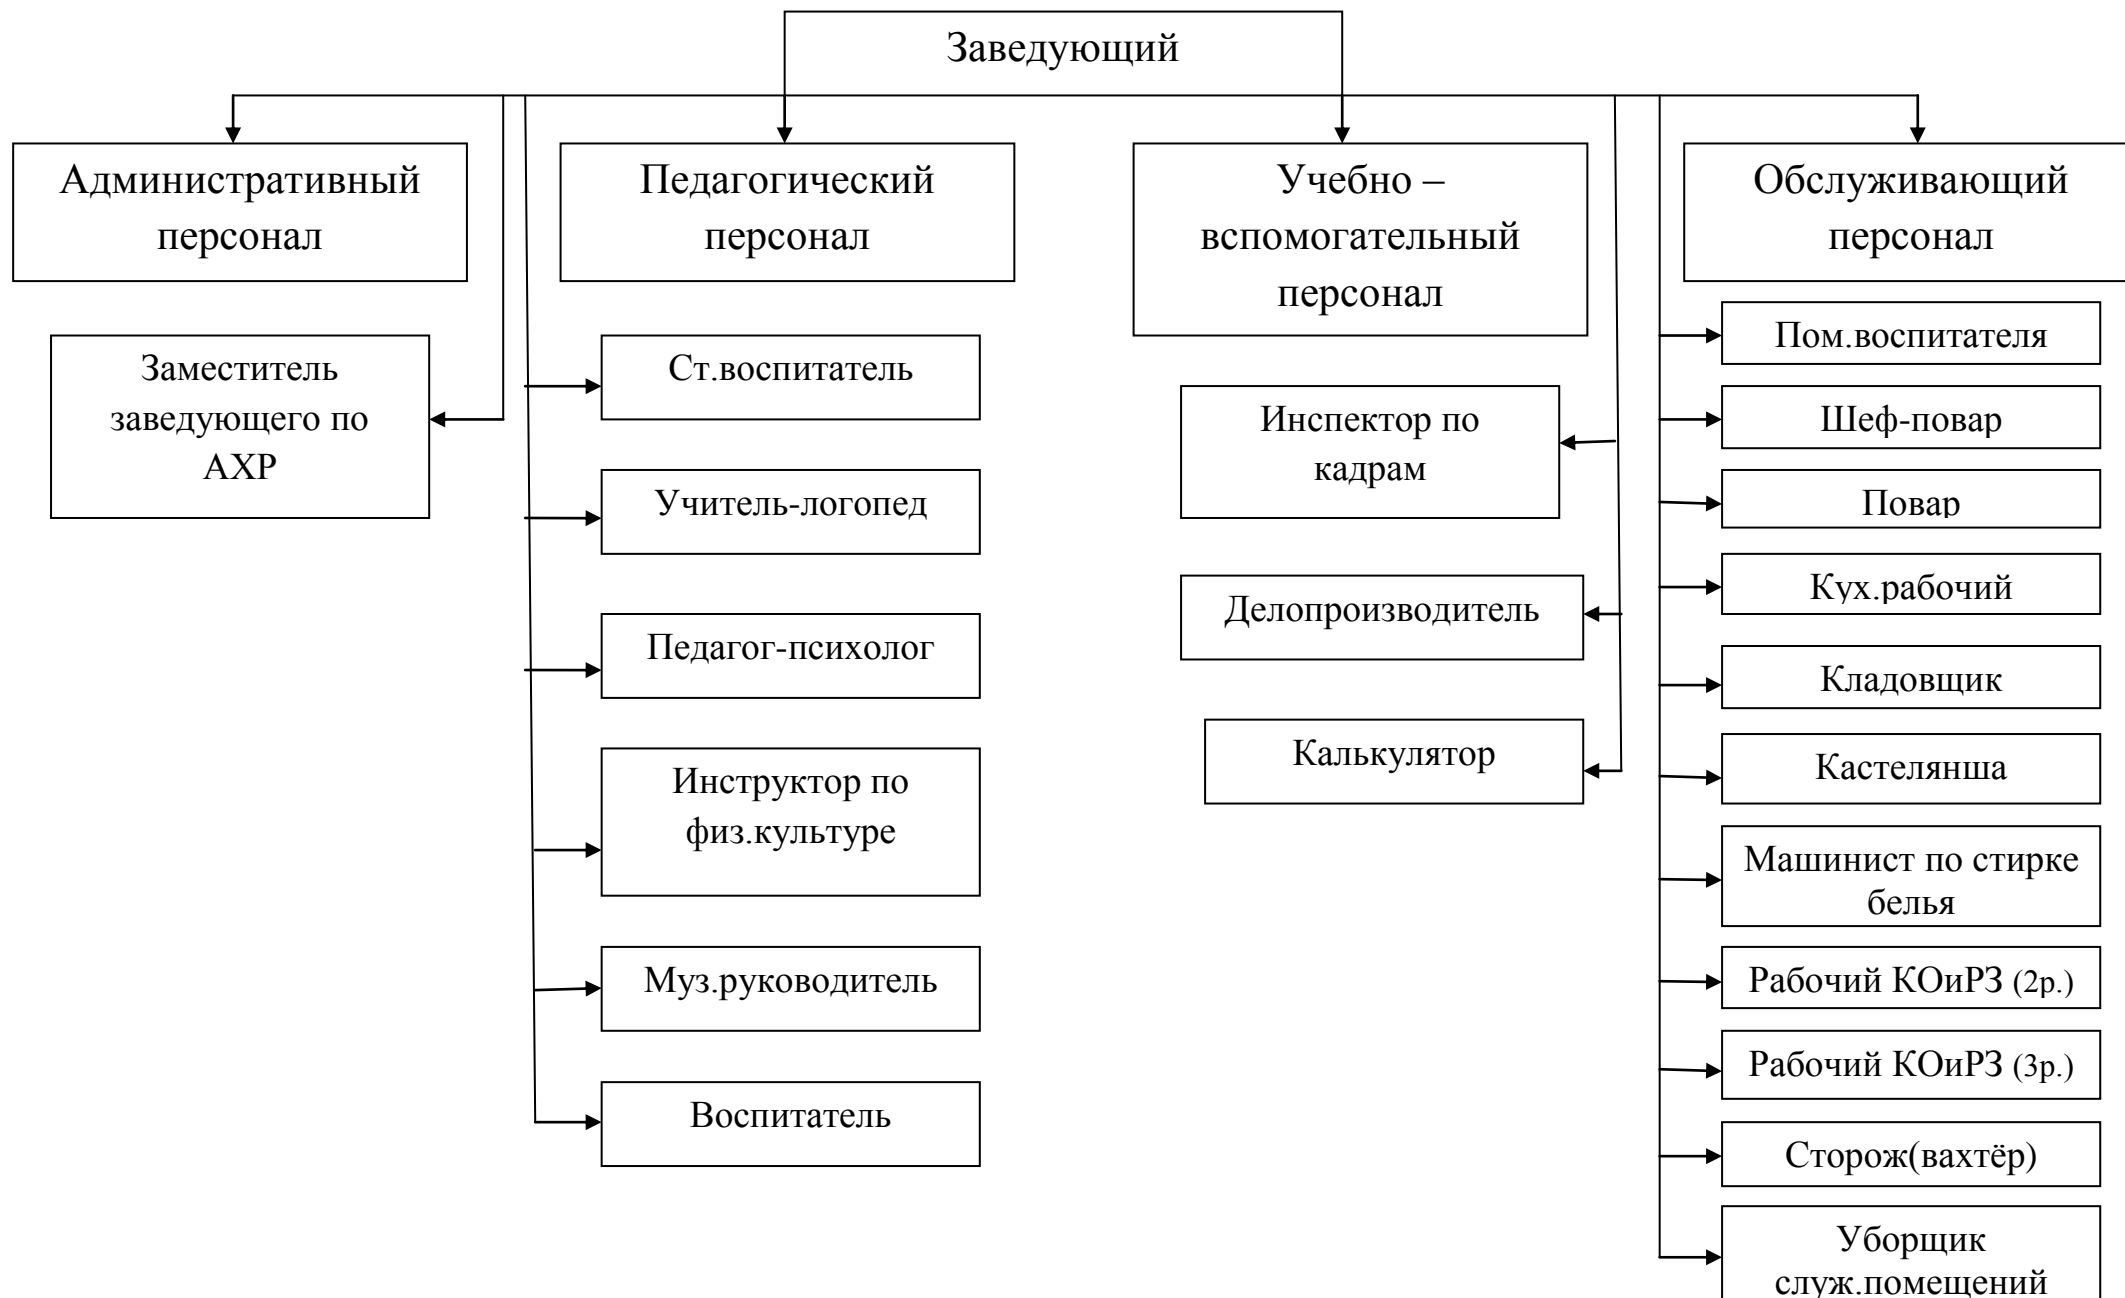 Заведующий
Административный
персонал
Педагогический
персонал
Учебно –
вспомогательный
персонал
Обслуживающий
персонал
Заместитель
заведующего по
АХР
Ст.воспитатель
Учитель-логопед
Педагог-психолог
Инструктор по
физ.культуре
Муз.руководитель
Воспитатель
Инспектор по
кадрам
Делопроизводитель
Калькулятор
Пом.воспитателя
Шеф-повар
Повар
Кух.рабочий
Кладовщик
Кастелянша
Машинист по стирке
белья
Рабочий КОиРЗ (2р.)
Рабочий КОиРЗ (3р.)
Сторож(вахтёр)
Уборщик
служ.помещений